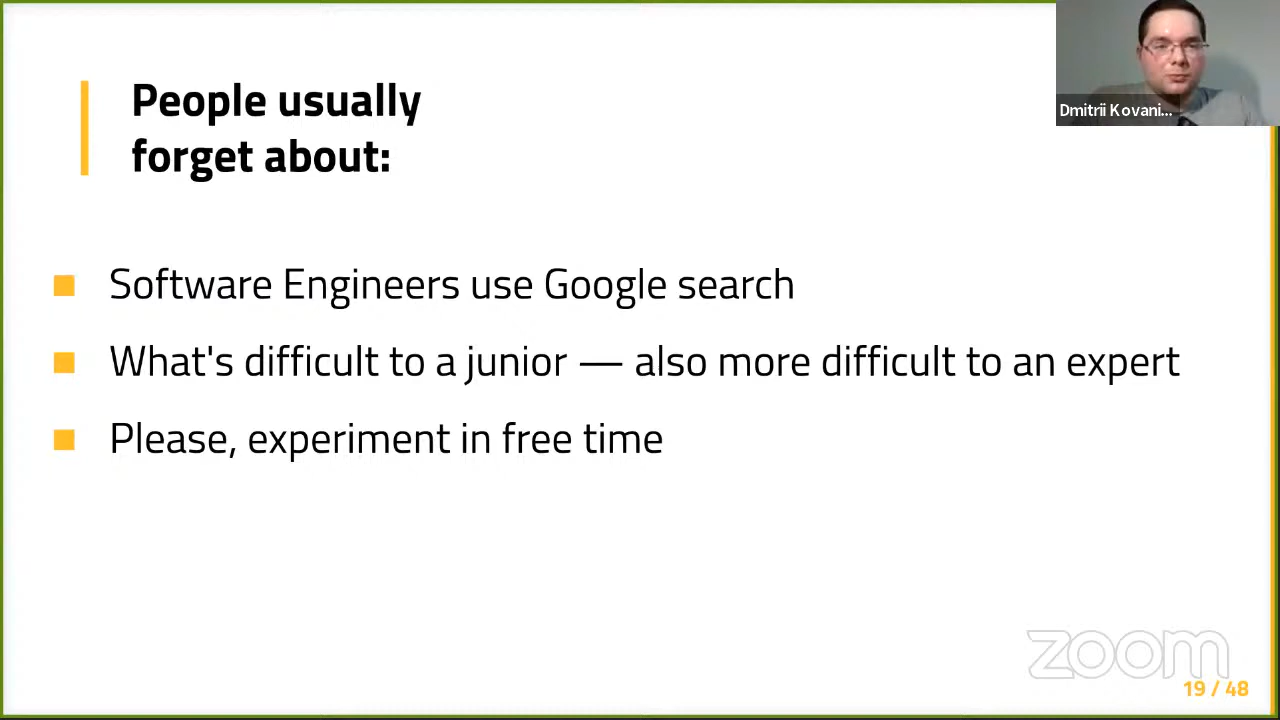 People usually
forget about:
Dmitrii Kovani...
Software Engineers use Google search
What's difficult to a junior — also more difficult to an expert
Please, experiment in free time
zoom
19 / 48